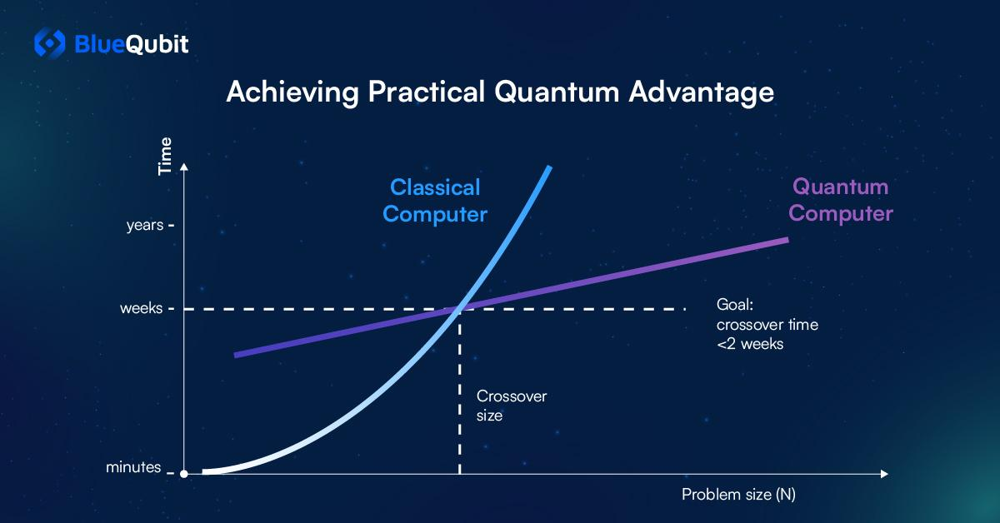 BlueQubit
Achieving Practical Quantum Advantage
Time
Classical
Computer
Quantum
Computer
years
weeks
Goal:
crossover time
<2 weeks
Crossover
size
minutes
Problem size (N)